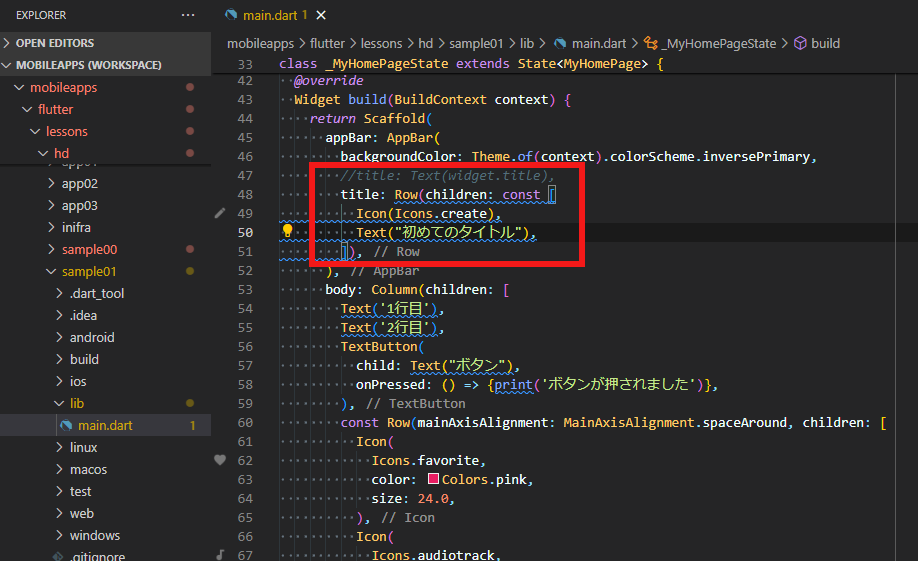 EXPLORER
···
main.dart 1 ×
OPEN EDITORS
MOBILEAPPS (WORKSPACE)
mobileapps
flutter
lessons
hd
app02
app03
infra
sample00
sample01
.dart_tool
.idea
android
build
ios
lib
main.dart 1
linux
macos
test
web
windows
.gitignore
mobileapps > flutter > lessons > hd > sample01 > lib > main.dart > _MyHomePageState > build
33 class _MyHomePageState extends State<MyHomePage> {
42 @override
43 Widget build(BuildContext context) {
44 return Scaffold(
45 appBar: AppBar(
46 backgroundColor: Theme.of(context).colorScheme.inversePrimary,
47 //title: Text(widget.title),
48 title: Row(children: const [
49 Icon(Icons.create),
50 Text("初めてのタイトル"),
51 ]), // Row
52 ), // AppBar
53 body: Column(children: [
54 Text('1行目'),
55 Text('2行目'),
56 TextButton(
57 child: Text("ボタン"),
58 onPressed: () => {print('ボタンが押されました')},
59 ), // TextButton
60 const Row(mainAxisAlignment: MainAxisAlignment.spaceAround, children: [
61 Icon(
62 Icons.favorite,
63 color: Colors.pink,
64 size: 24.0,
65 ), // Icon
66 Icon(
67 Icons.audiotrack,